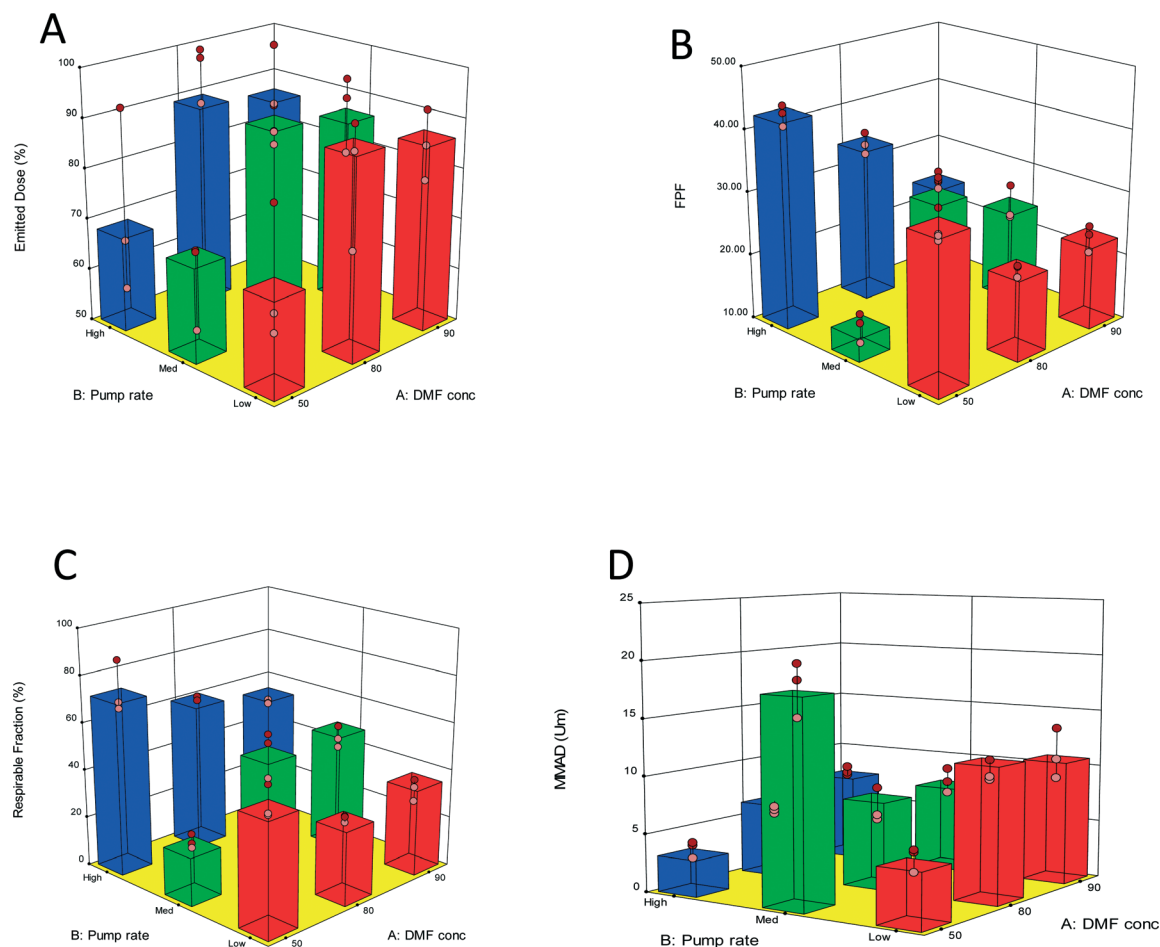 A
Emitted Dose (%)
100
90
80
70
60
50
High
Med
Low
B: Pump rate
50
80
90
A: DMF conc
B
FPF
50.00
40.00
30.00
20.00
10.00
High
Med
Low
B: Pump rate
50
80
90
A: DMF conc
C
Respirable Fraction (%)
100
80
60
40
20
0
High
Med
Low
B: Pump rate
50
80
90
A: DMF conc
D
MMAD (Um)
25
20
15
10
5
0
High
Med
Low
B: Pump rate
50
80
90
A: DMF conc